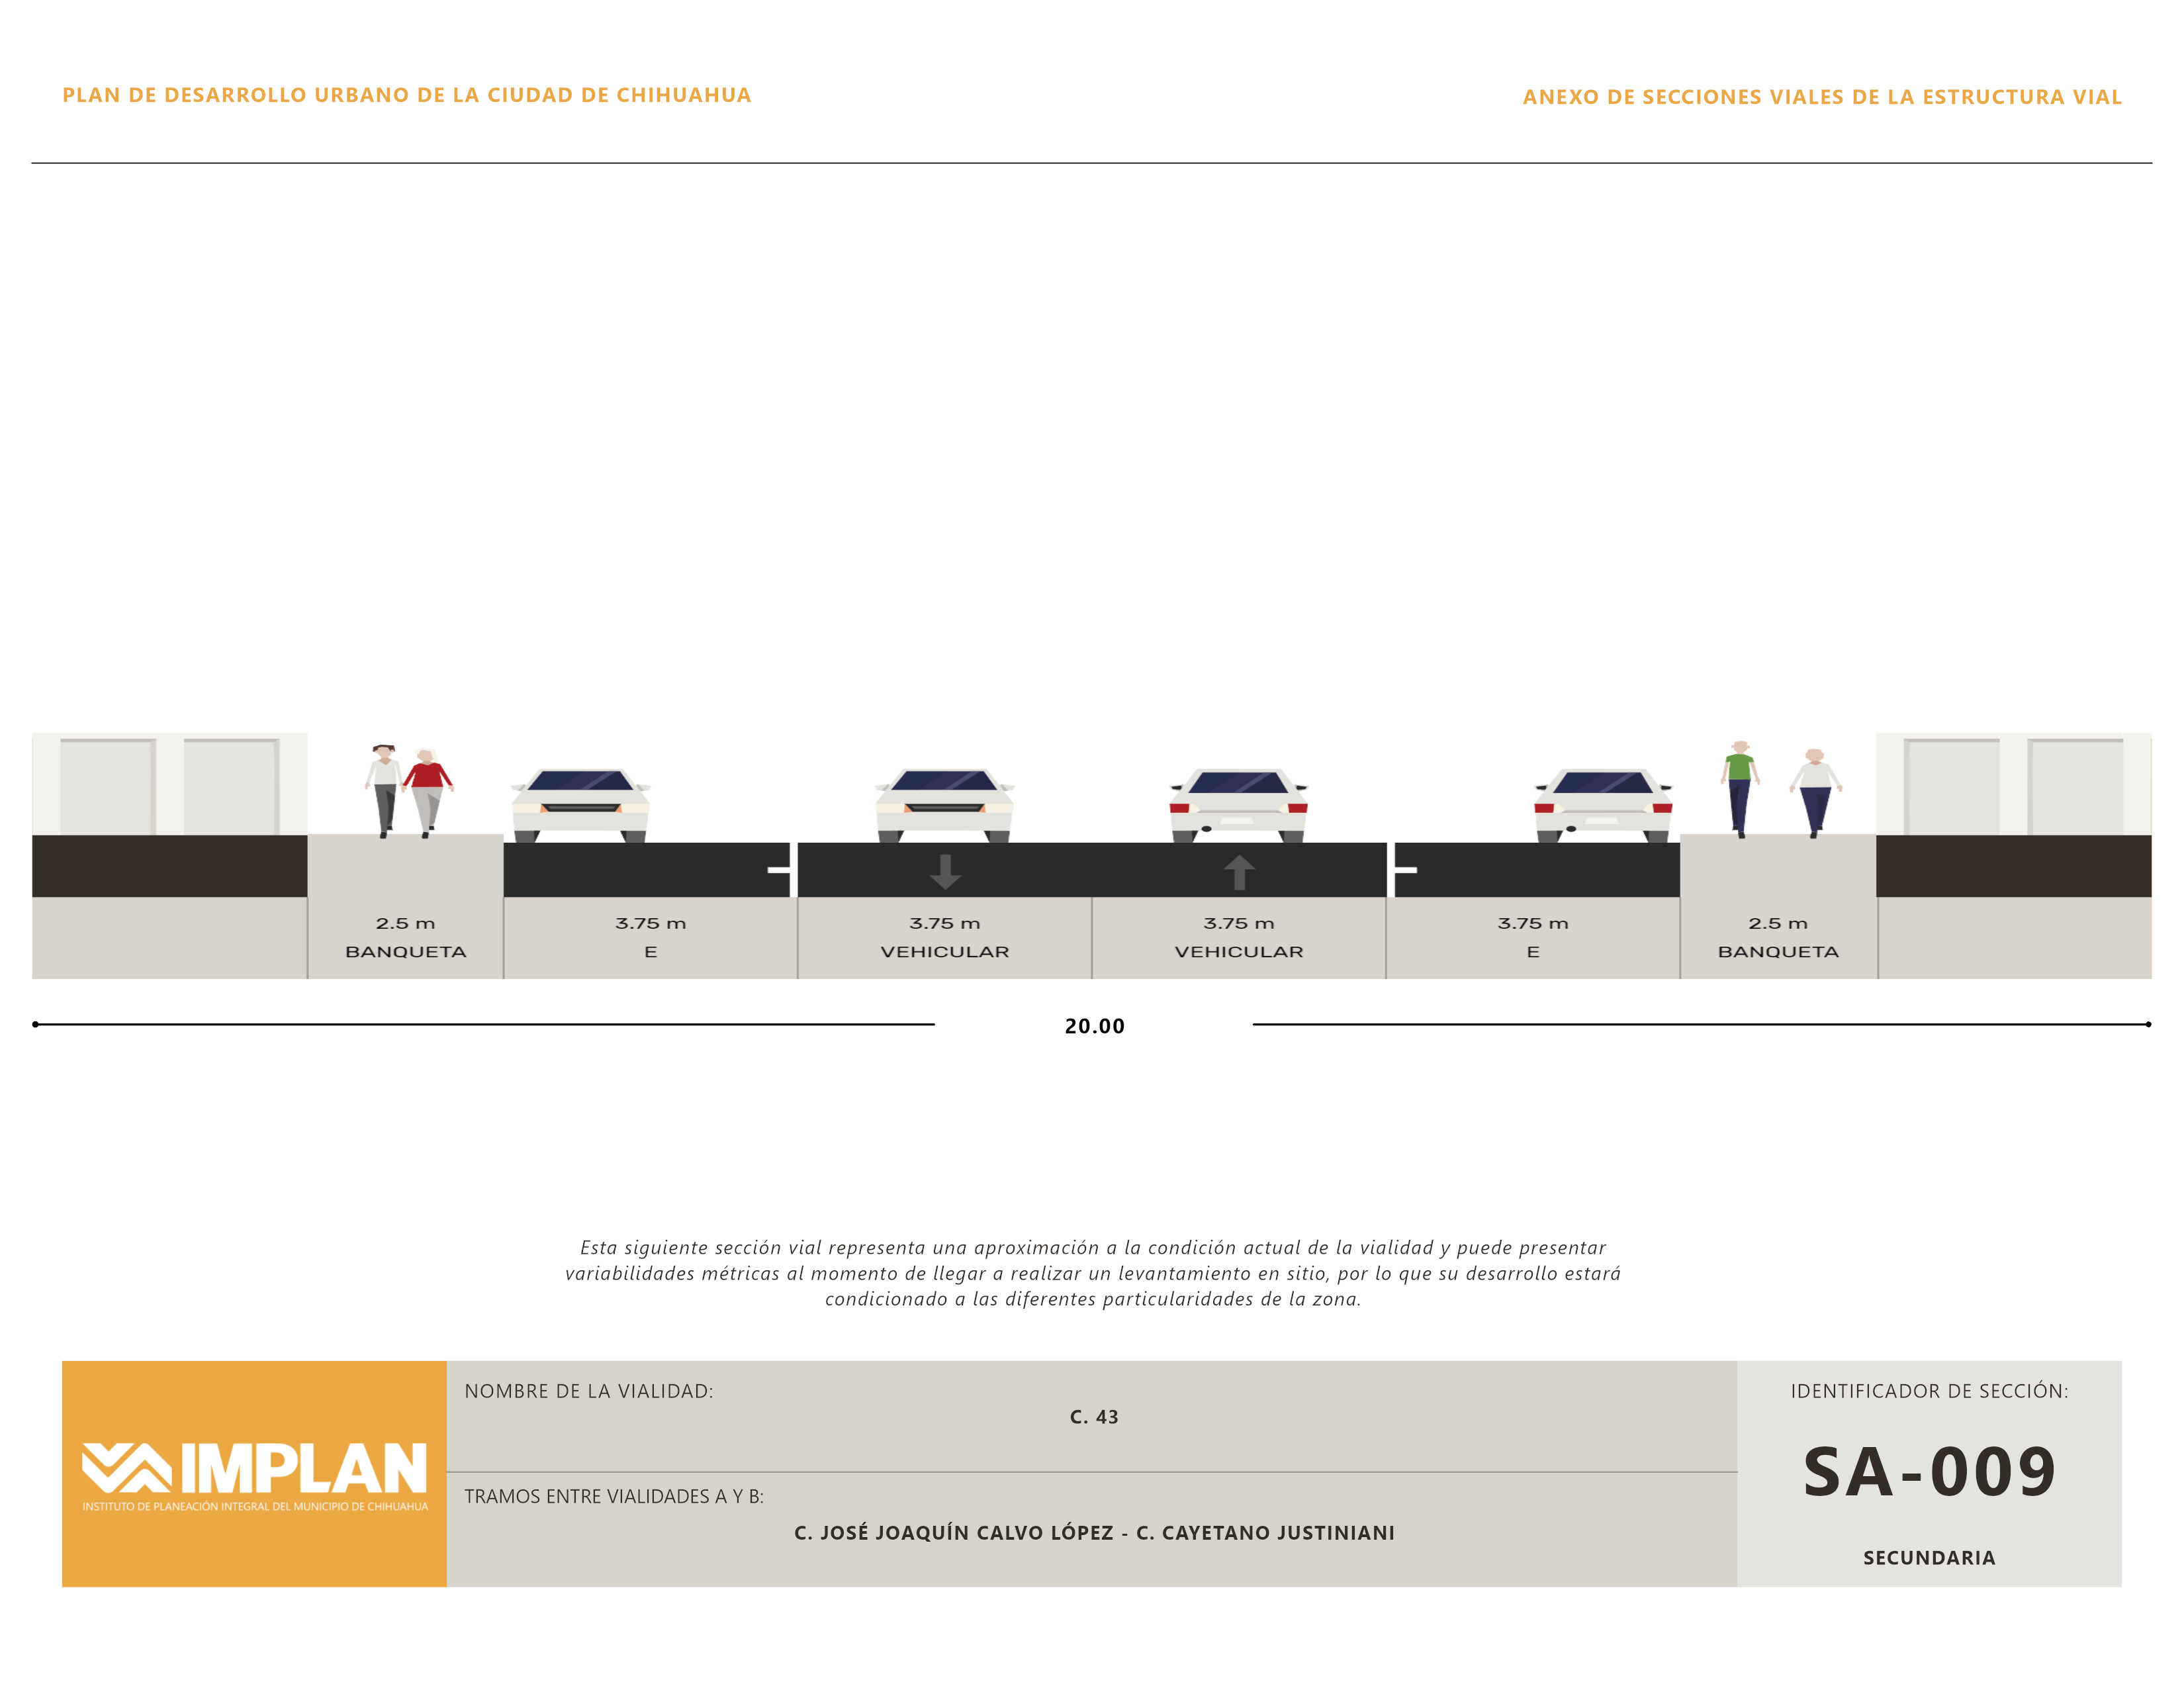 PLAN DE DESARROLLO URBANO DE LA CIUDAD DE CHIHUAHUA
ANEXO DE SECCIONES VIALES DE LA ESTRUCTURA VIAL
2.5 m
BANQUETA
3.75 m
E
3.75 m
VEHICULAR
3.75 m
VEHICULAR
3.75 m
E
2.5 m
BANQUETA
20.00
Esta siguiente sección vial representa una aproximación a la condición actual de la vialidad y puede presentar
variabilidades métricas al momento de llegar a realizar un levantamiento en sitio, por lo que su desarrollo estará
condicionado a las diferentes particularidades de la zona.
IMPLAN
INSTITUTO DE PLANEACIÓN INTEGRAL DEL MUNICIPIO DE CHIHUAHUA
NOMBRE DE LA VIALIDAD:
C. 43
TRAMOS ENTRE VIALIDADES A Y B:
C. JOSÉ JOAQUÍN CALVO LÓPEZ - C. CAYETANO JUSTINIANI
IDENTIFICADOR DE SECCIÓN:
SA-009
SECUNDARIA